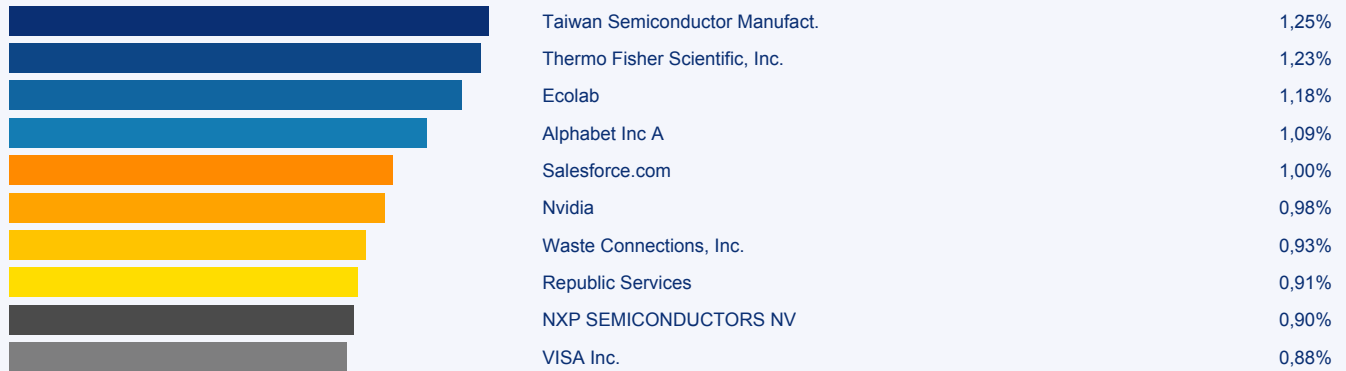 Taiwan Semiconductor Manufact. 1,25%
Thermo Fisher Scientific, Inc. 1,23%
Ecolab 1,18%
Alphabet Inc A 1,09%
Salesforce.com 1,00%
Nvidia 0,98%
Waste Connections, Inc. 0,93%
Republic Services 0,91%
NXP SEMICONDUCTORS NV 0,90%
VISA Inc. 0,88%